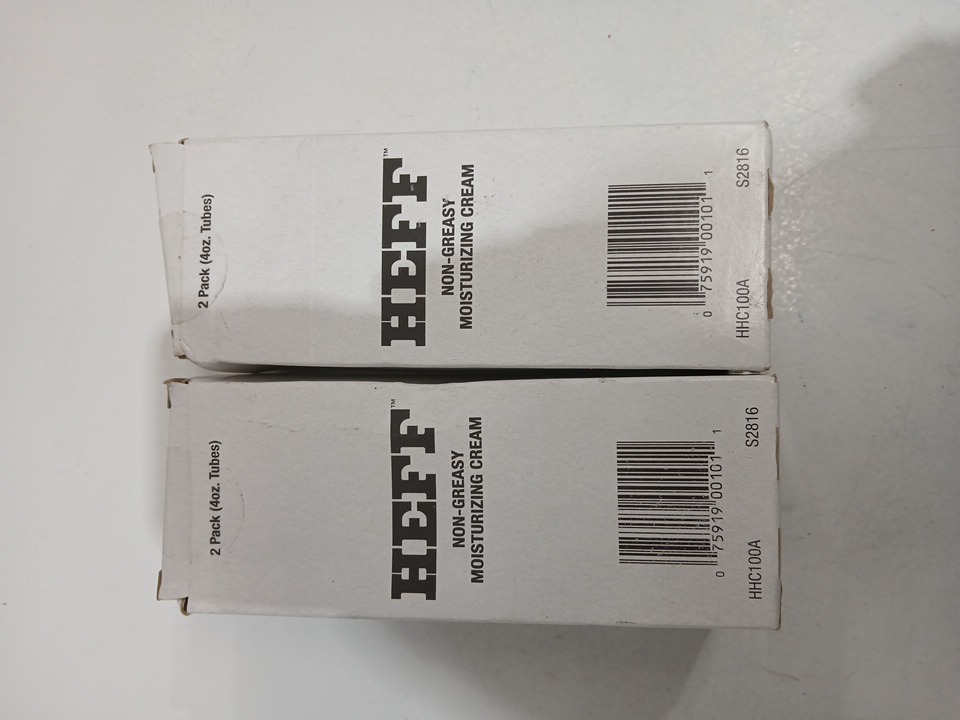 2 Pack (4oz. Tubes)
HEFF™
NON-GREASY
MOISTURIZING CREAM
0 75919 00101 1
HHC100A S2816
2 Pack (4oz. Tubes)
HEFF™
NON-GREASY
MOISTURIZING CREAM
0 75919 00101 1
HHC100A S2816